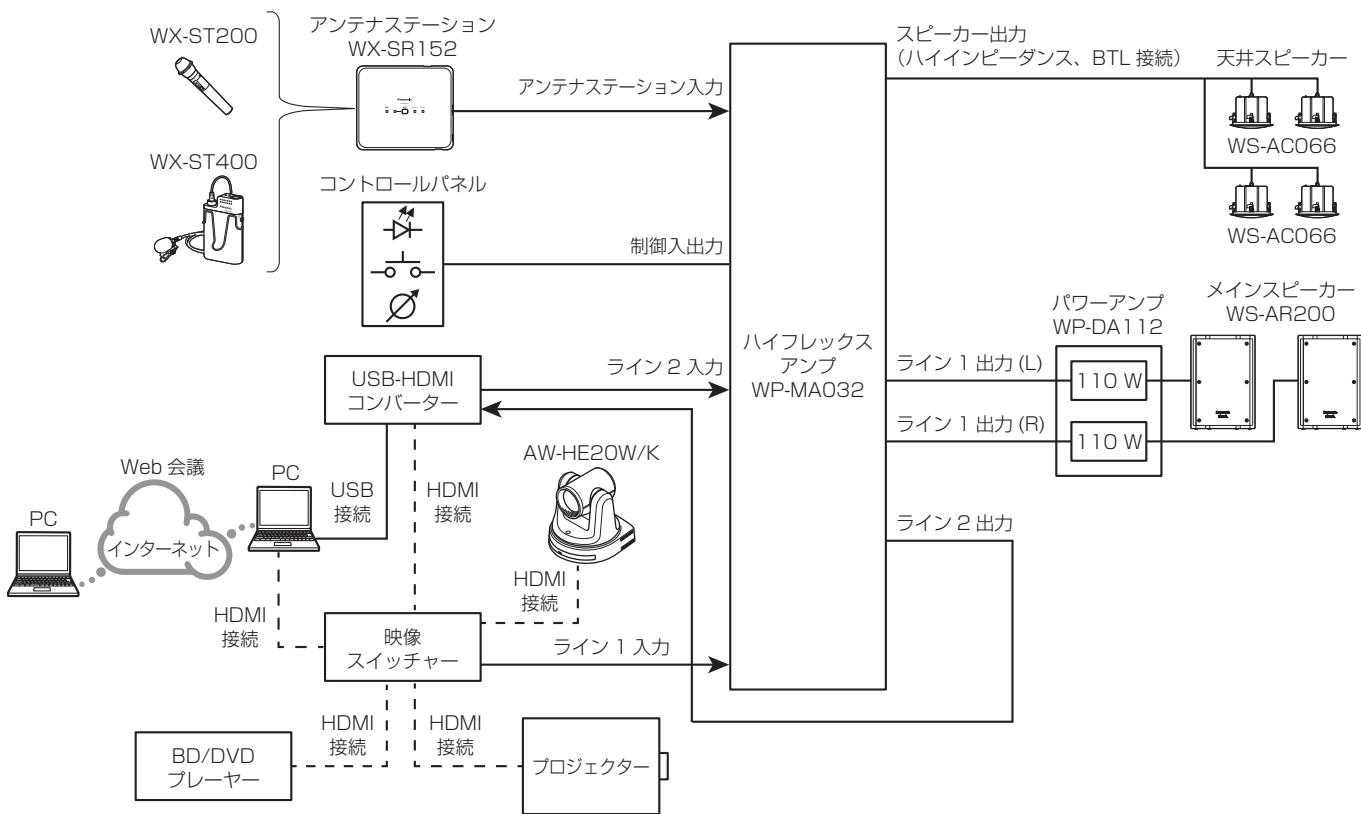 WX-ST200
アンテナステーション
WX-SR152
アンテナステーション入力
スピーカー出力
(ハイインピーダンス、BTL 接続)
天井スピーカー
WS-AC066
WS-AC066
WX-ST400
コントロールパネル
制御入出力
ハイフレックス
アンプ
WP-MA032
パワーアンプ
WP-DA112
メインスピーカー
WS-AR200
USB-HDMI
コンバーター
ライン 2 入力
ライン 1 出力 (L)
110 W
ライン 1 出力 (R)
110 W
Web 会議
PC
PC
インターネット
USB
接続
HDMI
接続
AW-HE20W/K
HDMI
接続
ライン 2 出力
HDMI
接続
映像
スイッチャー
ライン 1 入力
HDMI
接続
HDMI
接続
BD/DVD
プレーヤー
プロジェクター